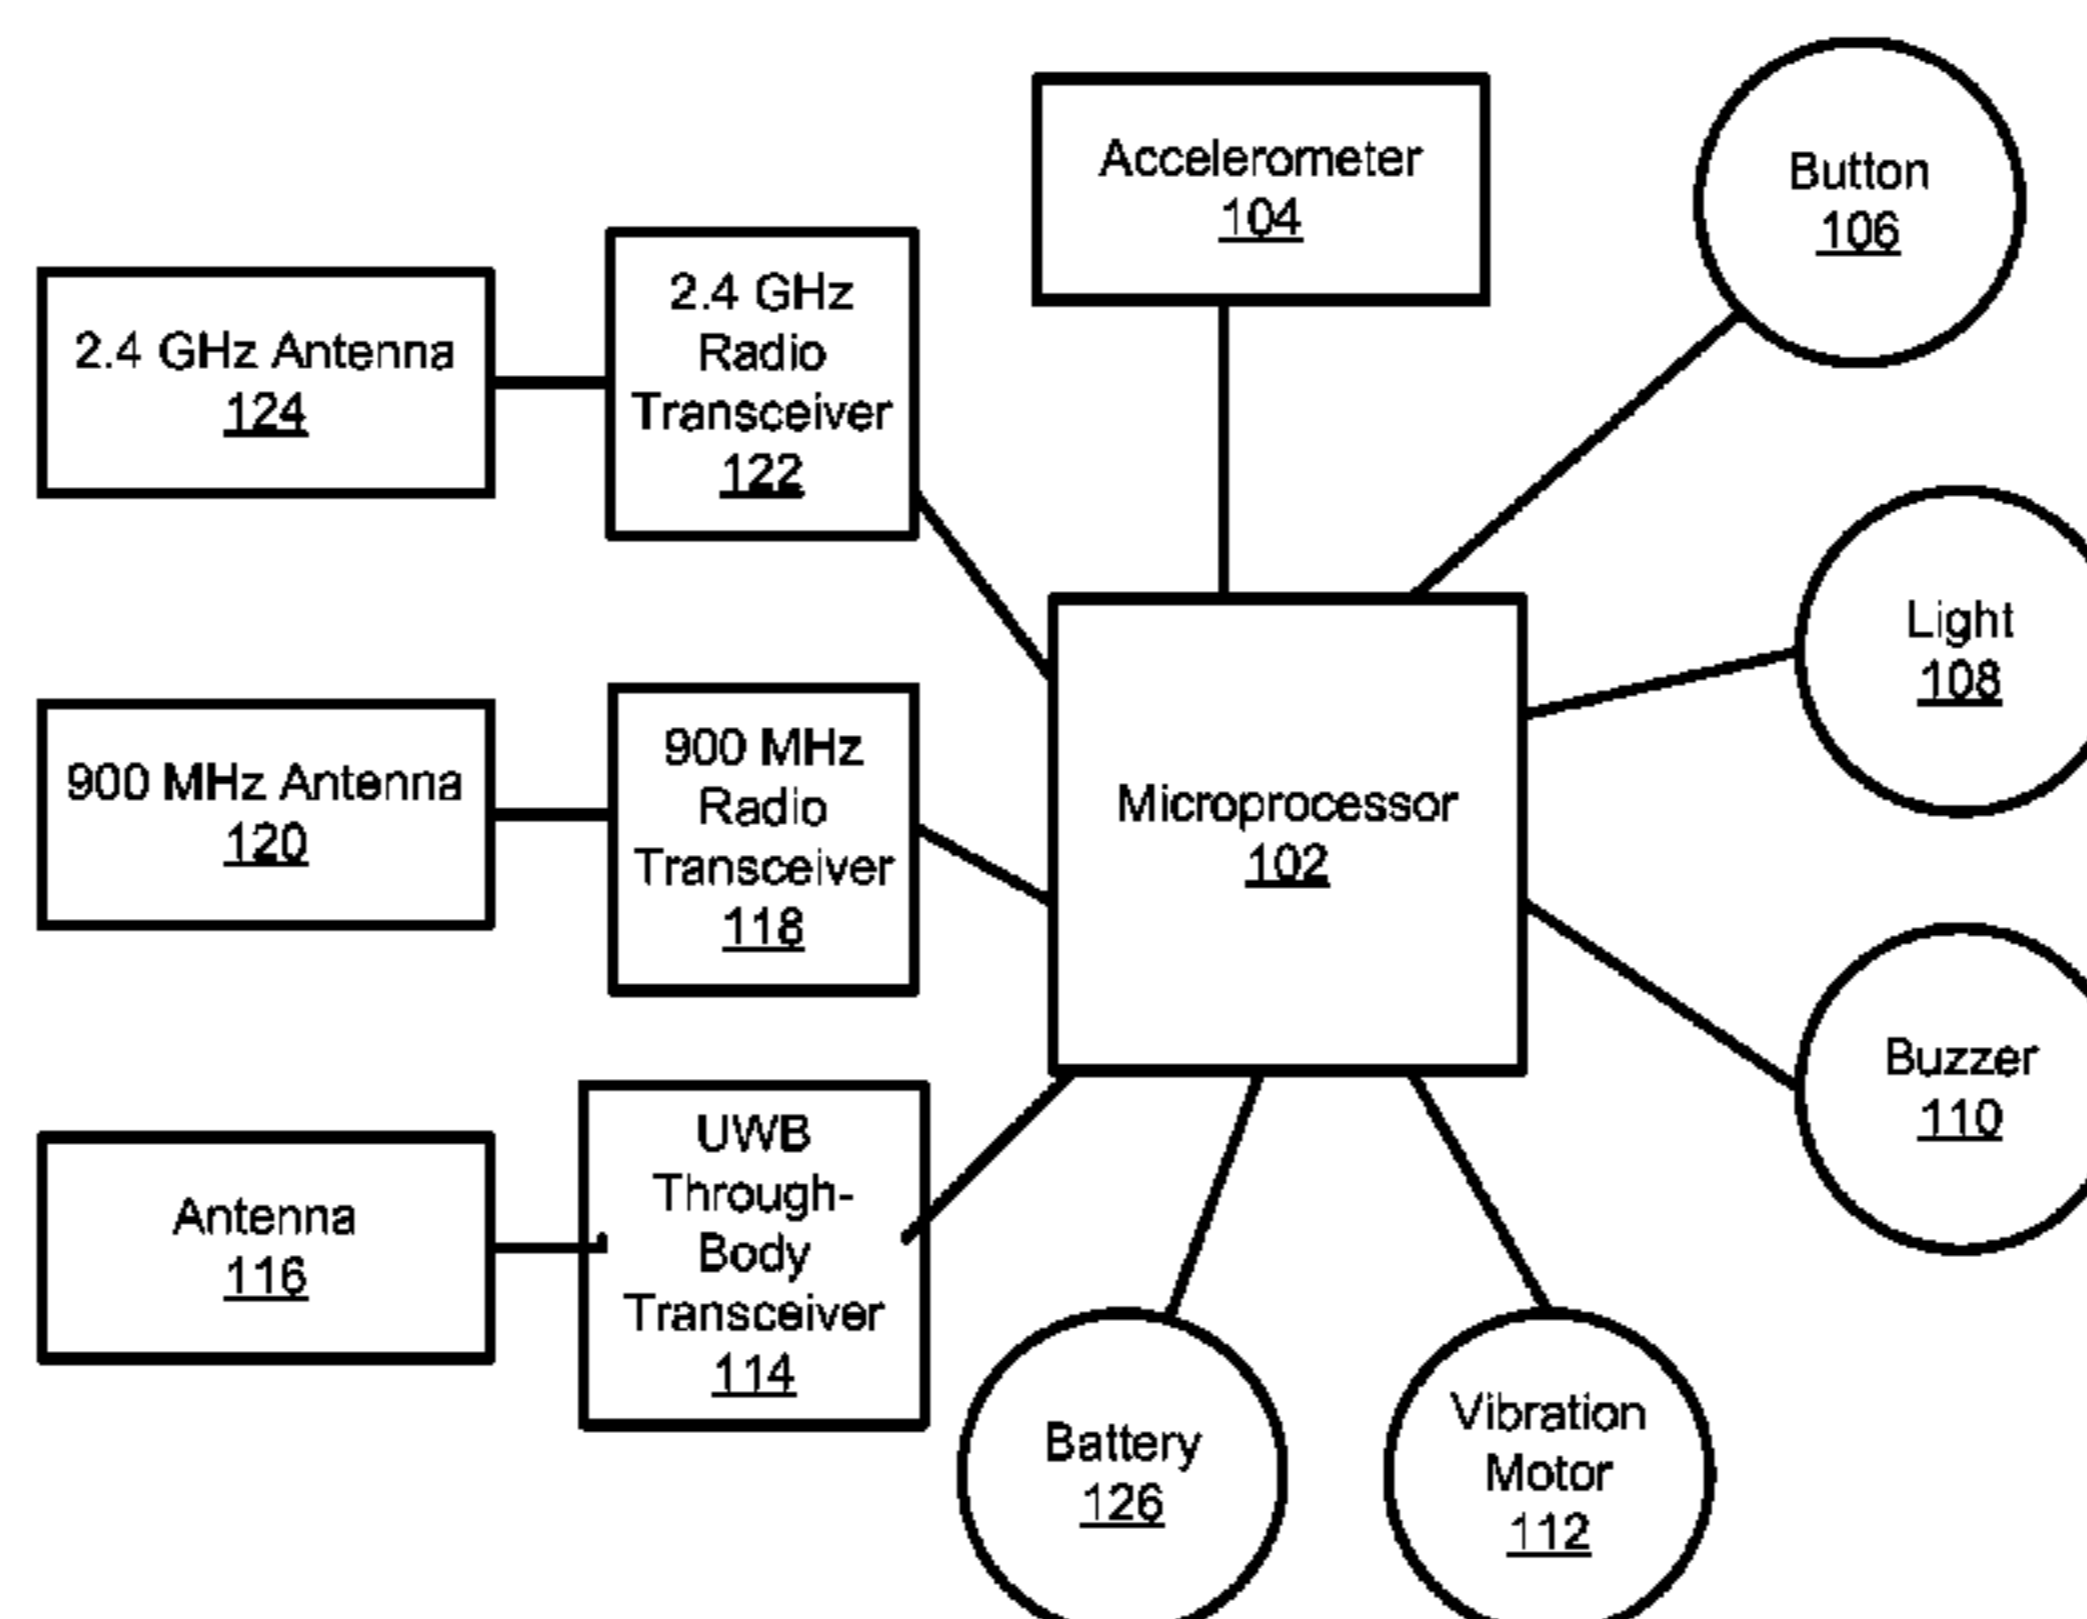 Accelerometer
104
Button
106
2.4 GHz Antenna
124
2.4 GHz
Radio
Transceiver
122
Light
108
900 MHz Antenna
120
900 MHz
Radio
Transceiver
118
Microprocessor
102
Buzzer
110
Antenna
116
UWB
Through-
Body
Transceiver
114
Battery
126
Vibration
Motor
112